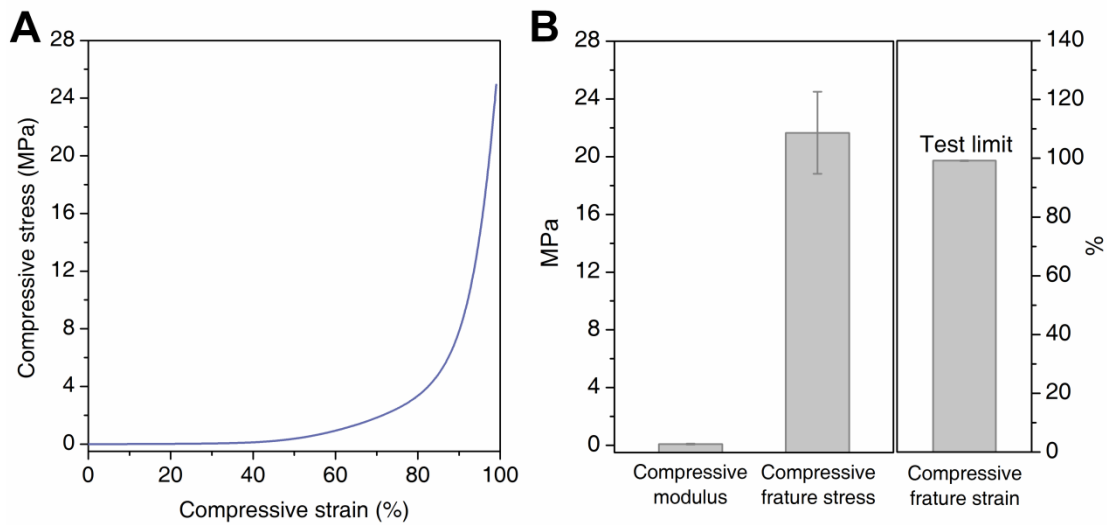 A
28
24
20
16
12
8
4
0
Compressive stress (MPa)
0 20 40 60 80 100
Compressive strain (%)
B
28
24
20
16
12
8
4
0
MPa
Test limit
140
120
100
80
60
40
20
0
%
Compressive
modulus
Compressive
frature stress
Compressive
frature strain